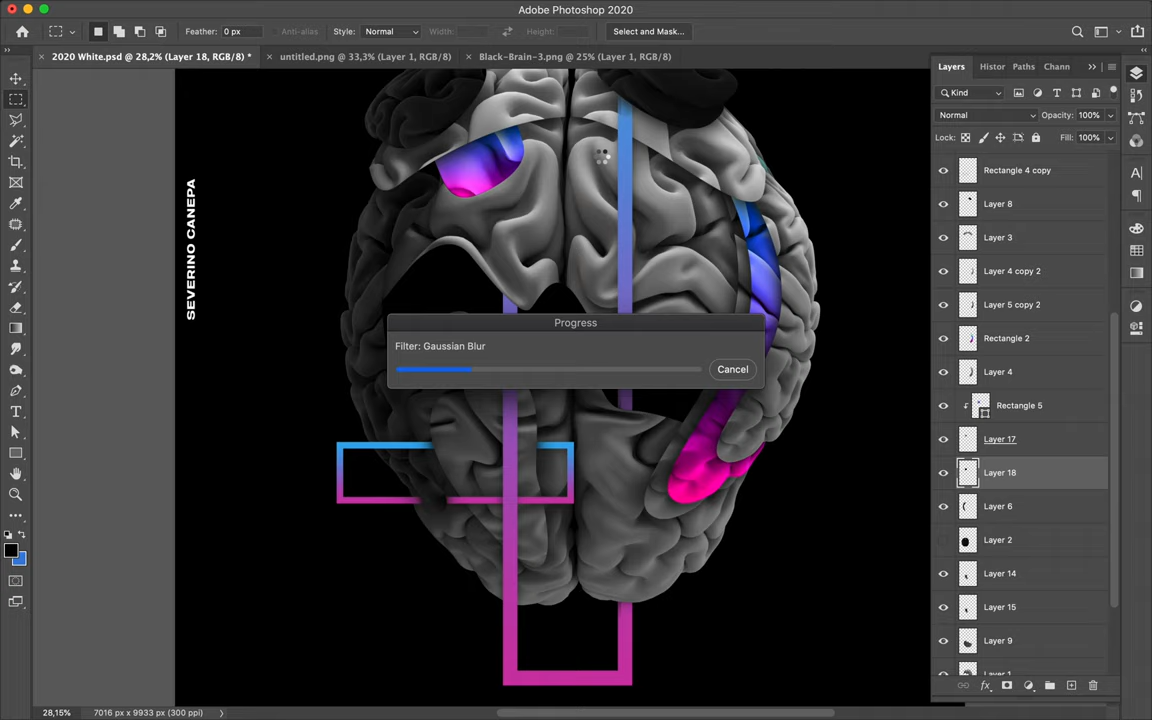 Adobe Photoshop 2020
Feather: 0 px
Anti-alias
Style: Normal
Width:
Height:
Select and Mask...
2020 White.psd @ 28,2% (Layer 18, RGB/8) *
untitled.png @ 33,3% (Layer 1, RGB/8)
Black-Brain-3.png @ 25% (Layer 1, RGB/8)
Layers
Histor
Paths
Chann
Kind
Normal
Opacity: 100%
Lock:
Fill: 100%
Rectangle 4 copy
Layer 8
Layer 3
Layer 4 copy 2
Layer 5 copy 2
Rectangle 2
Layer 4
Rectangle 5
Layer 17
Layer 18
Layer 6
Layer 2
Layer 14
Layer 15
Layer 9
Layer 1
SEVERINO CANEPA
Progress
Filter: Gaussian Blur
Cancel
28,15%
7016 px x 9933 px (300 ppi)